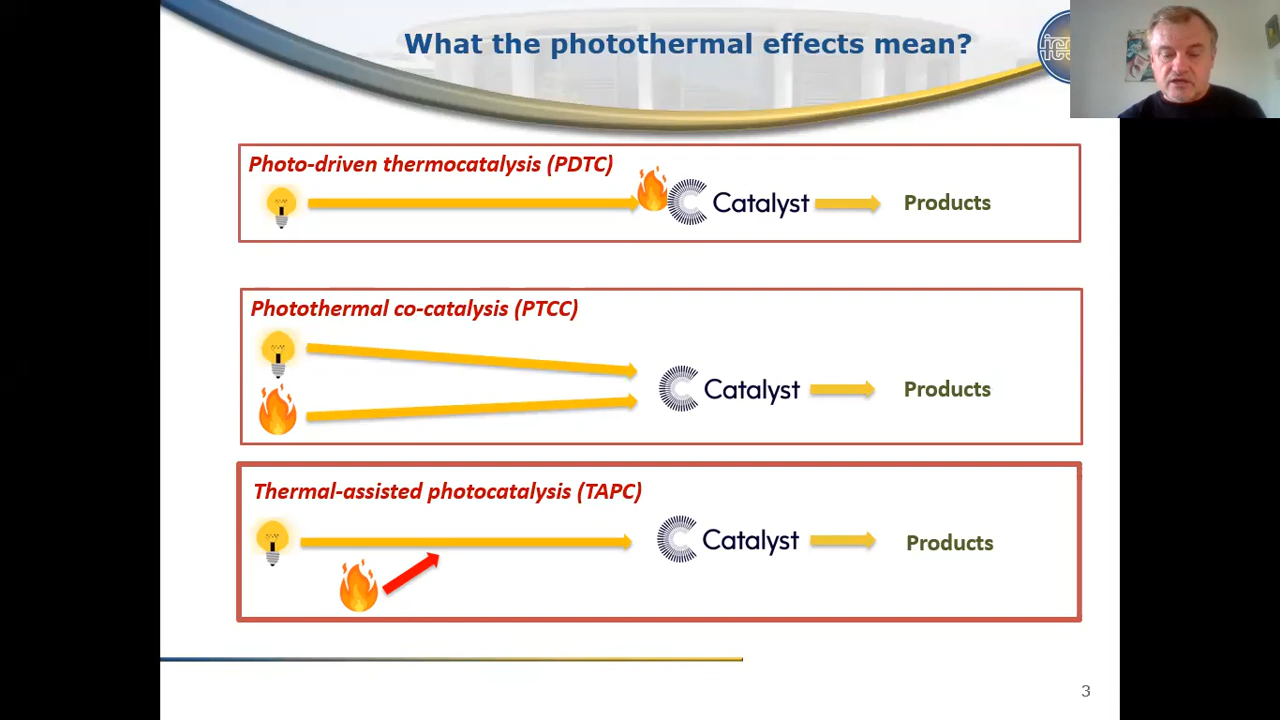 What the photothermal effects mean?
Photo-driven thermocatalysis (PDTC)
Catalyst
Products
Photothermal co-catalysis (PTCC)
Catalyst
Products
Thermal-assisted photocatalysis (TAPC)
Catalyst
Products
3